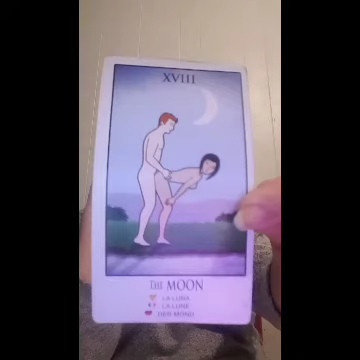 XVIII
THE MOON
LA LUNA
LA LUNE
DER MOND